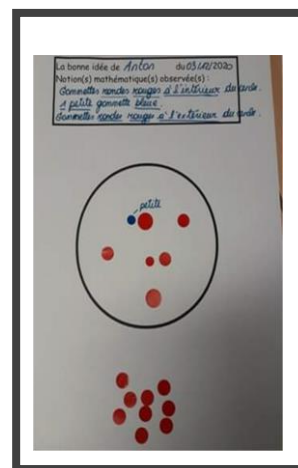 La bonne idée de Anton du 03/12/2020
Notion(s) mathématique(s) observée(s) :
Gommettes rondes rouges à l'intérieur du cercle.
1 petite gommette bleue.
Gommettes rondes rouges à l'extérieur du cercle.
petite